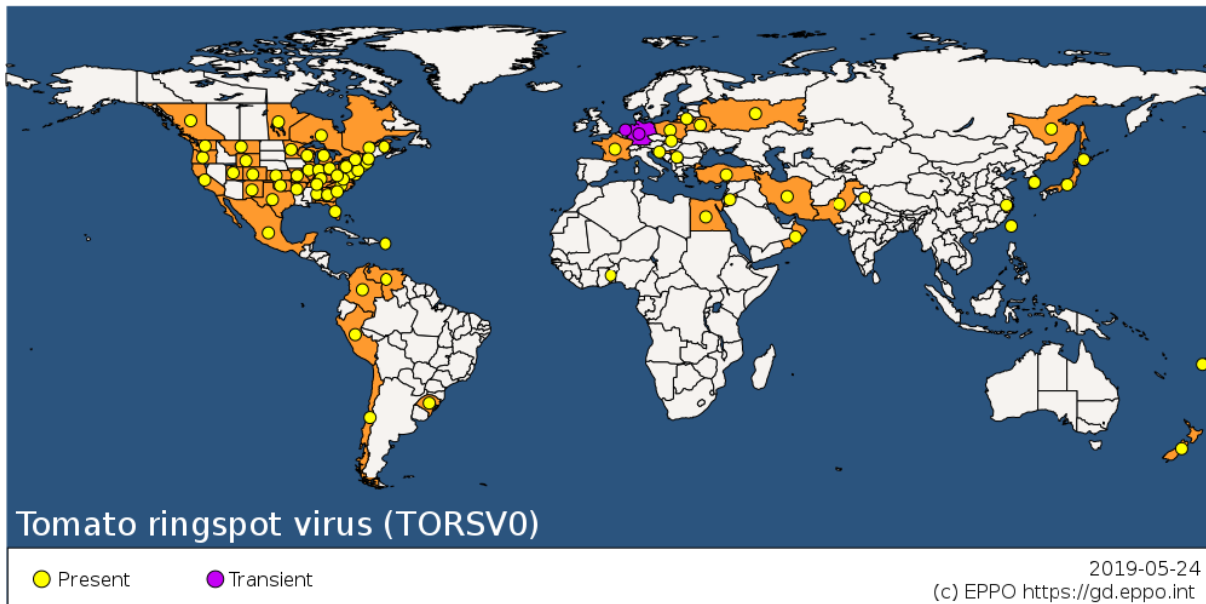 Tomato ringspot virus (TORSV0)
Present
Transient
2019-05-24
(c) EPPO https://gd.eppo.int